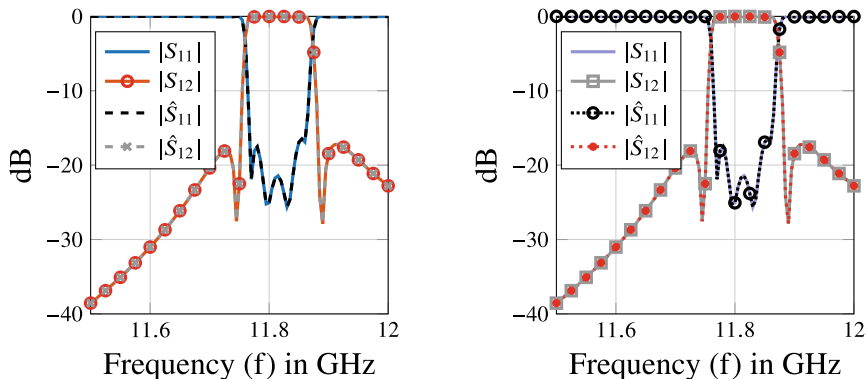 0
−10
−20
−30
−40
dB
11.6
11.8
12
Frequency (f) in GHz
|S₁₁|
|S₁₂|
|Ŝ₁₁|
|Ŝ₁₂|
0
−10
−20
−30
−40
dB
11.6
11.8
12
Frequency (f) in GHz
|S₁₁|
|S₁₂|
|Ŝ₁₁|
|Ŝ₁₂|